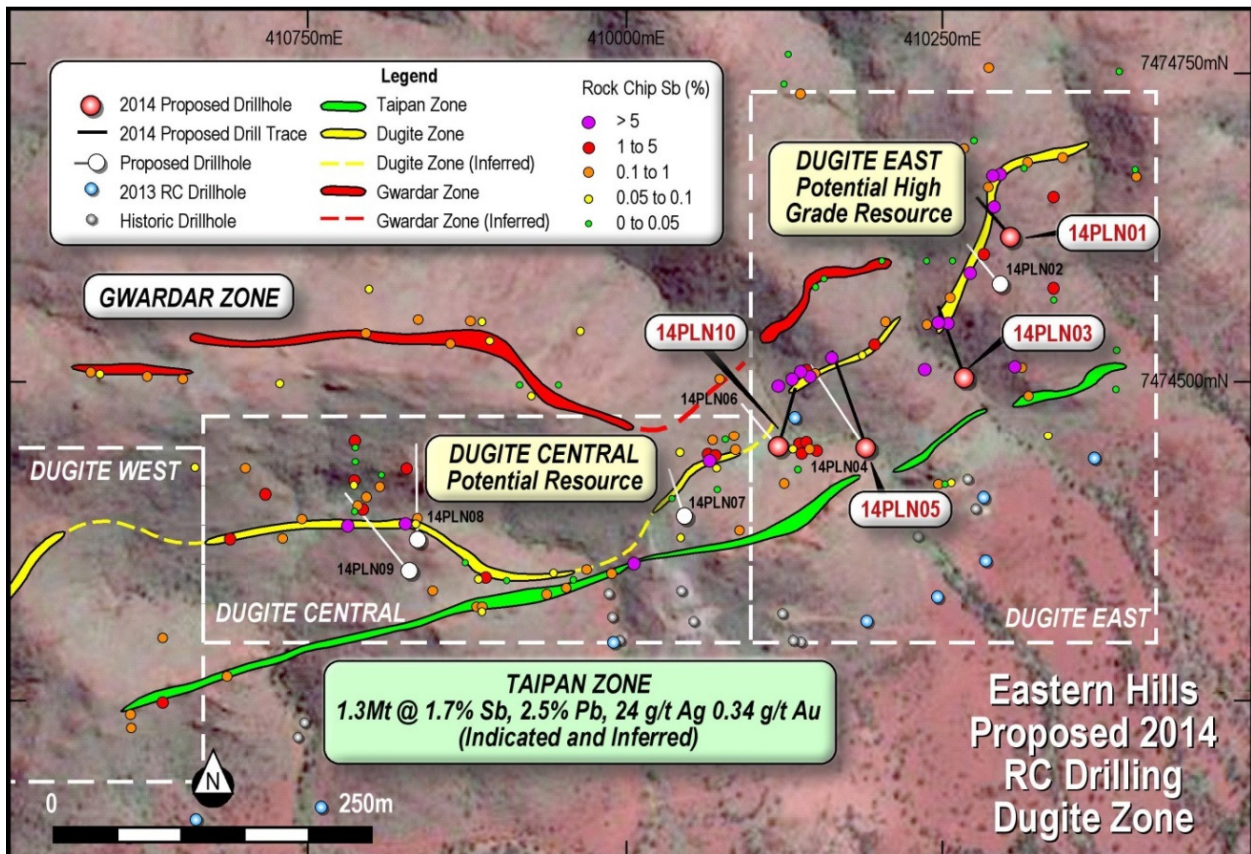 410750mE
410000mE
410250mE
7474750mN
Legend
2014 Proposed Drillhole
2014 Proposed Drill Trace
Proposed Drillhole
2013 RC Drillhole
Historic Drillhole
Taipan Zone
Dugite Zone
Dugite Zone (Inferred)
Gwardar Zone
Gwardar Zone (Inferred)
Rock Chip Sb (%)
> 5
1 to 5
0.1 to 1
0.05 to 0.1
0 to 0.05
DUGITE EAST
Potential High
Grade Resource
14PLN01
14PLN02
GWARDAR ZONE
14PLN10
14PLN03
7474500mN
14PLN06
DUGITE WEST
DUGITE CENTRAL
Potential Resource
14PLN04
14PLN07
14PLN05
14PLN08
14PLN09
DUGITE CENTRAL
DUGITE EAST
TAIPAN ZONE
1.3Mt @ 1.7% Sb, 2.5% Pb, 24 g/t Ag 0.34 g/t Au
(Indicated and Inferred)
Eastern Hills
Proposed 2014
RC Drilling
Dugite Zone
N
0
250m